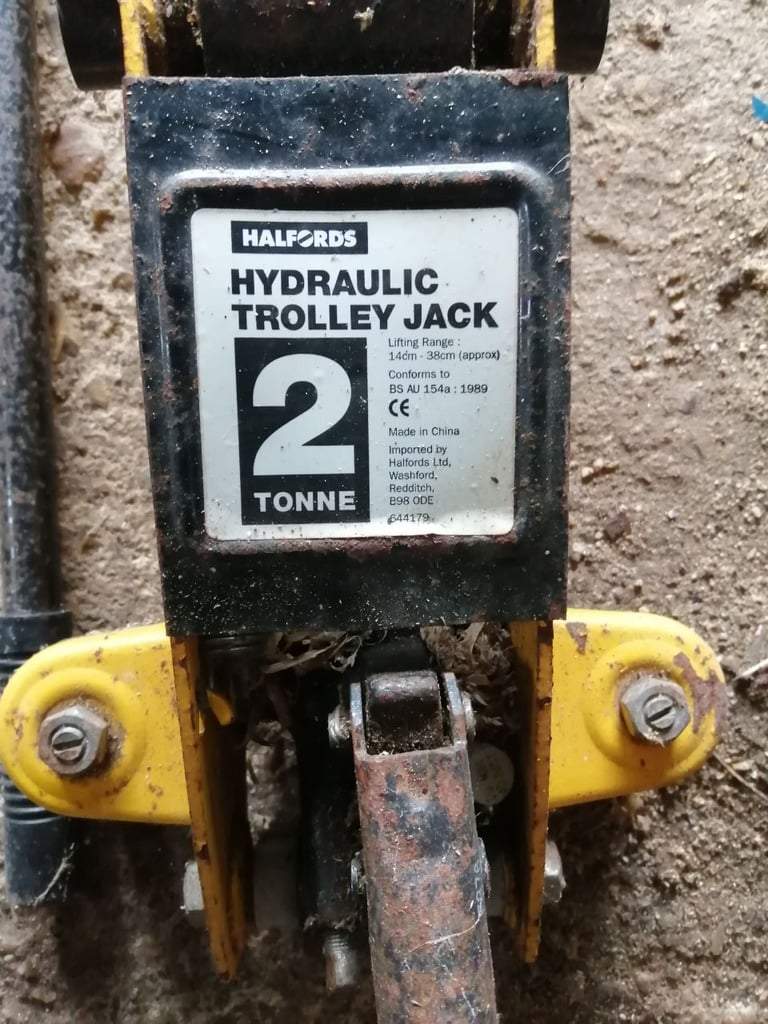 HALFORDS
HYDRAULIC
TROLLEY JACK
2
TONNE
Lifting Range :
14cm - 38cm (approx)
Conforms to
BS AU 154a : 1989
CE
Made in China
Imported by
Halfords Ltd,
Washford,
Redditch,
B98 0DE
644179